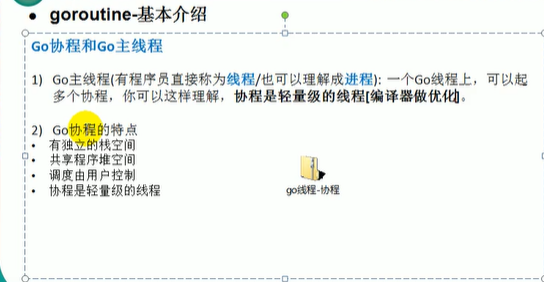 • goroutine-基本介绍
Go协程和Go主线程
1) Go主线程(有程序员直接称为线程/也可以理解成进程): 一个Go线程上，可以起
多个协程，你可以这样理解，协程是轻量级的线程[编译器做优化]。
2) Go协程的特点
• 有独立的栈空间
• 共享程序堆空间
• 调度由用户控制
• 协程是轻量级的线程
go线程-协程